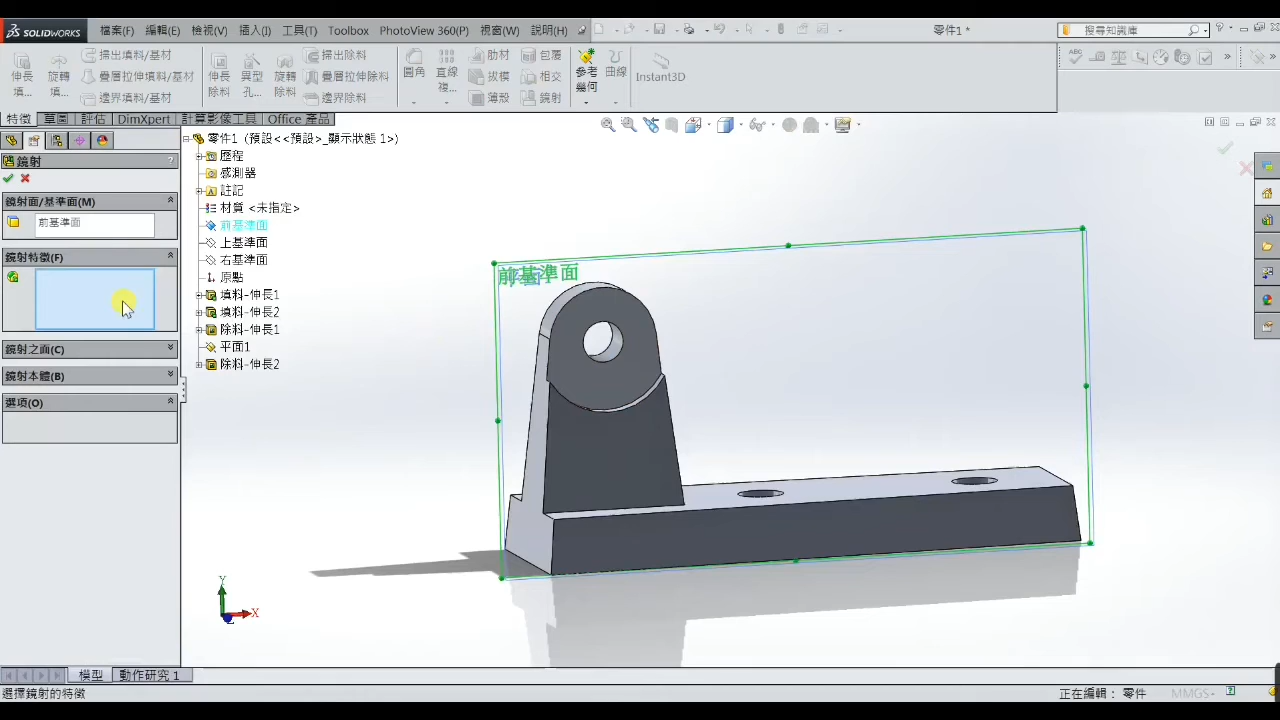 SOLIDWORKS 檔案(F) 編輯(E) 檢視(V) 插入(I) 工具(T) Toolbox PhotoView 360(P) 視窗(W) 說明(H) 零件1 * 搜尋知識庫
伸長填... 旋轉填... 掃出填料/基材 疊層拉伸填料/基材 邊界填料/基材 伸長除料 異型孔... 旋轉除料 掃出除料 疊層拉伸除料 邊界除料 圓角 直線複... 肋材 拔模 薄殼 包覆 相交 鏡射 參考幾何 曲線 Instant3D
特徵 草圖 評估 DimXpert 計算影像工具 Office 產品
鏡射 ?
鏡射面/基準面(M)
前基準面
鏡射特徵(F)
鏡射之面(C)
鏡射本體(B)
選項(O)
零件1 (預設<<預設>_顯示狀態 1>)
歷程
感測器
註記
材質 <未指定>
前基準面
上基準面
右基準面
原點
填料-伸長1
填料-伸長2
除料-伸長1
平面1
除料-伸長2
前基準面
Y
X
Z
模型 動作研究 1
選擇鏡射的特徵
正在編輯：零件 MMGS